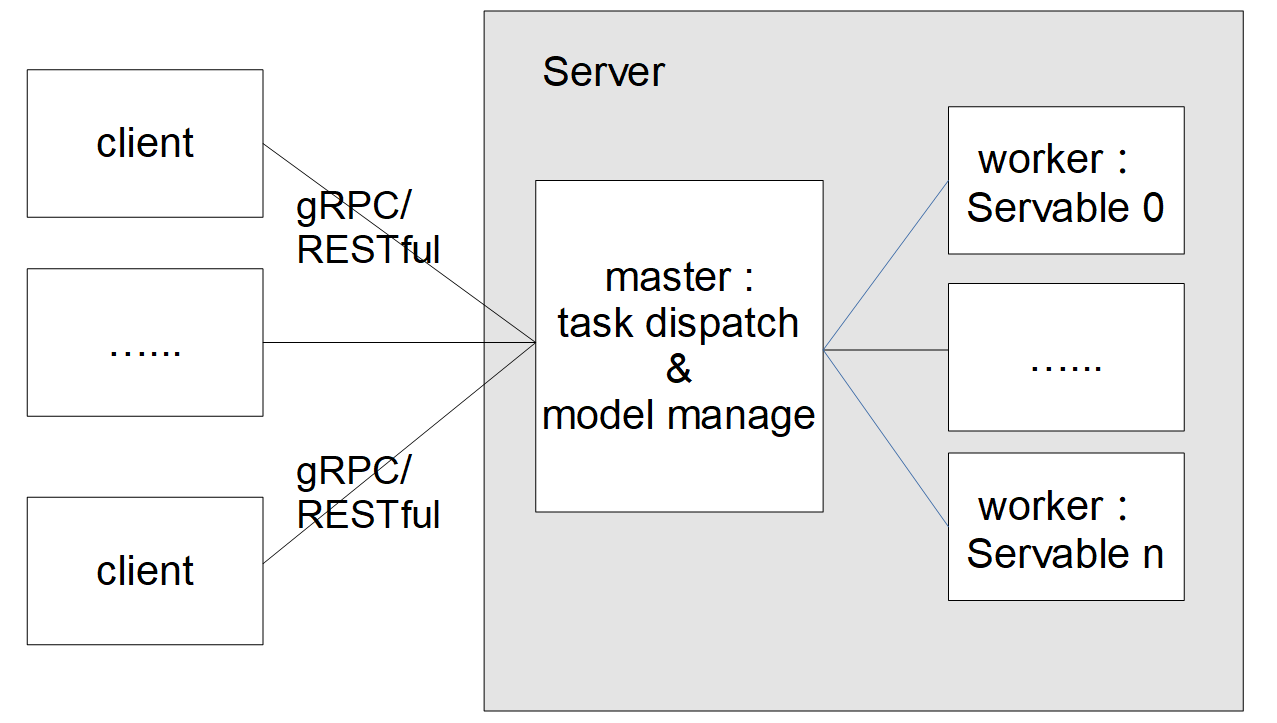 Server
client
gRPC/
RESTful
…...
gRPC/
RESTful
client
master :
task dispatch
&
model manage
worker：
Servable 0
…...
worker：
Servable n